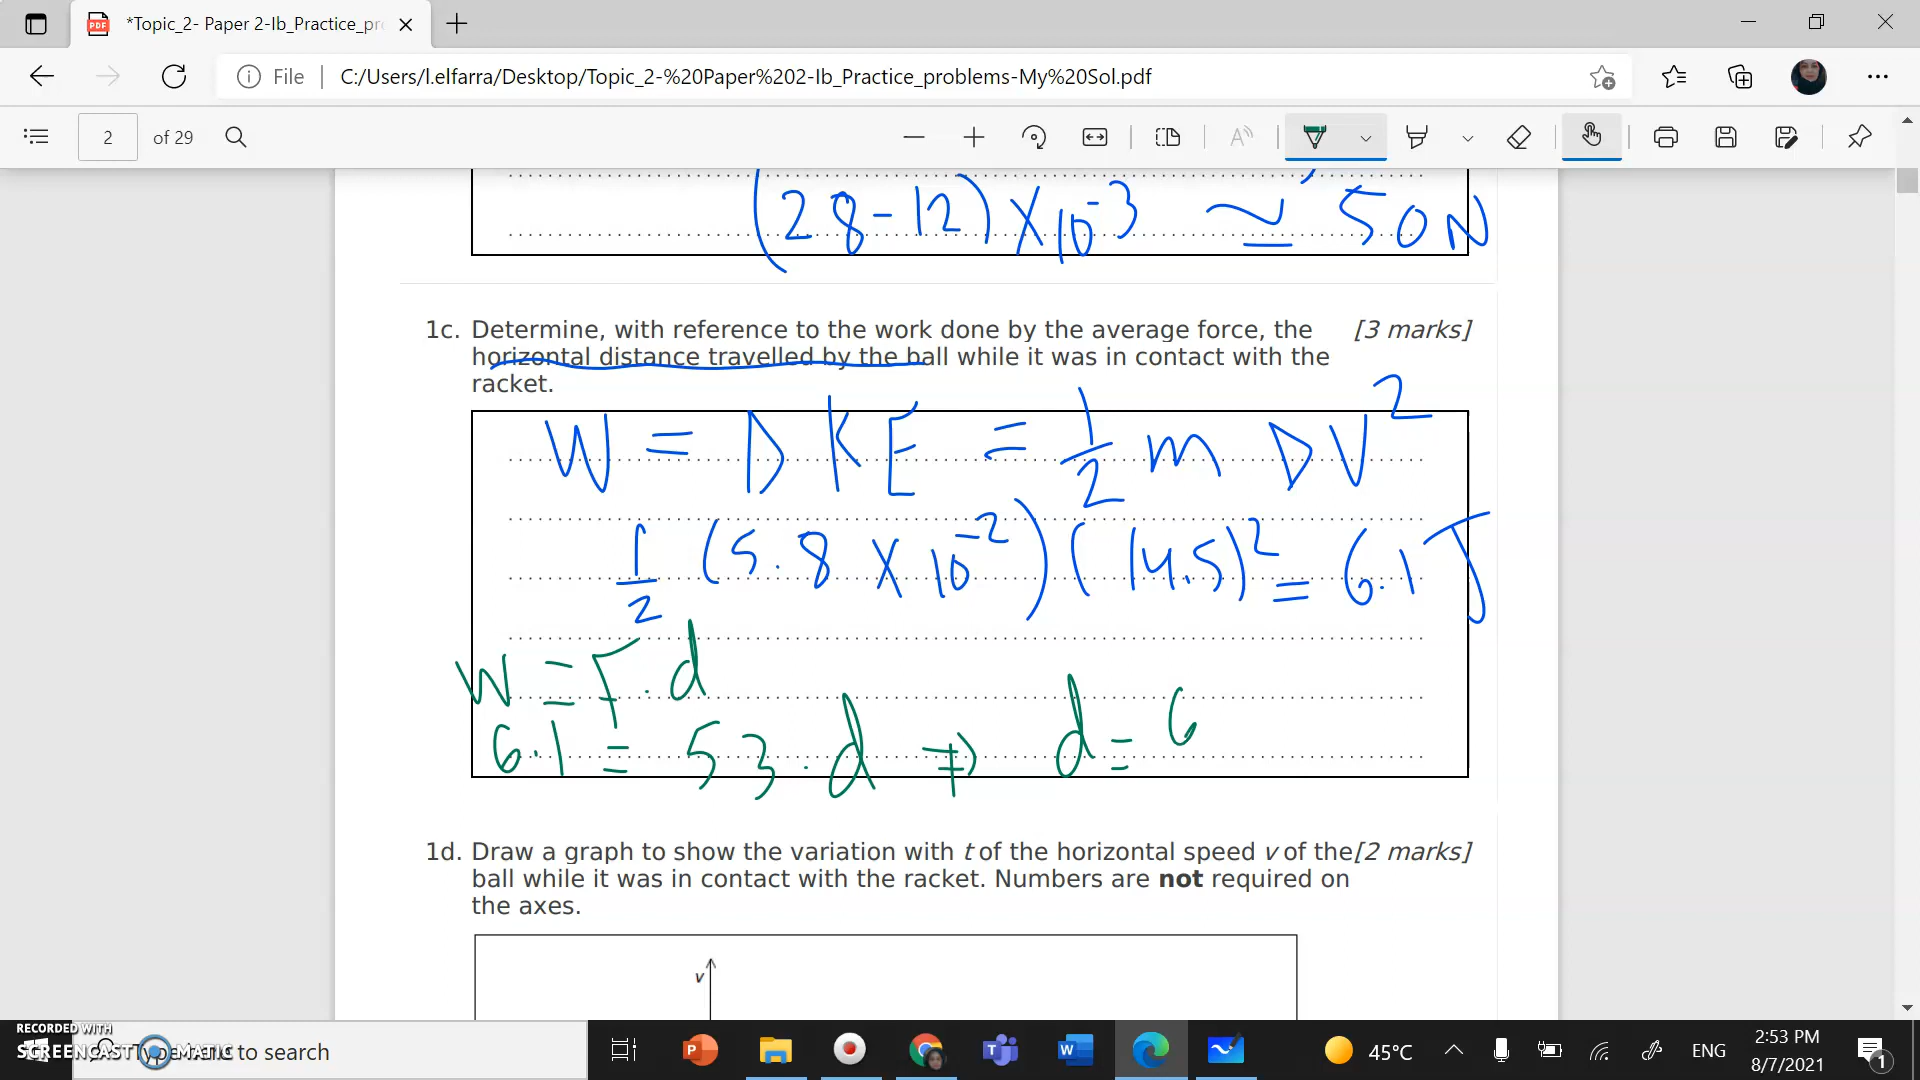 *Topic_2- Paper 2-Ib_Practice_pr
File C:/Users/l.elfarra/Desktop/Topic_2-%20Paper%202-Ib_Practice_problems-My%20Sol.pdf
2 of 29
(28-12)×10^-3 ≃ 50N
1c. Determine, with reference to the work done by the average force, the [3 marks]
horizontal distance travelled by the ball while it was in contact with the
racket.
W = D KE = 1/2 m DV^2
1/2 (5.8 × 10^-2)(14.5)^2 = 6.1J
W = F.d
6.1 = 53.d ⇒ d = 6
1d. Draw a graph to show the variation with t of the horizontal speed v of the [2 marks]
ball while it was in contact with the racket. Numbers are not required on
the axes.
v
RECORDED WITH
SCREENCAST MATIC
to search
45°C
ENG
2:53 PM
8/7/2021
1